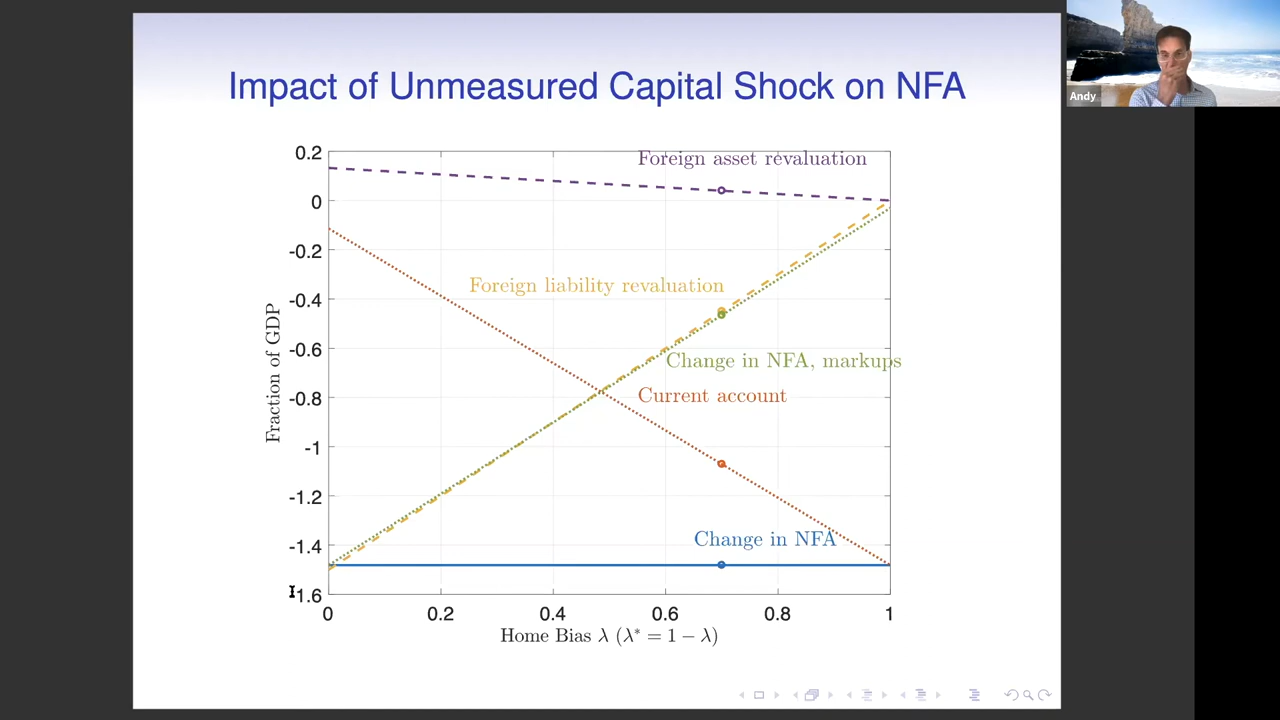 Impact of Unmeasured Capital Shock on NFA
Andy
0.2
0
-0.2
-0.4
-0.6
-0.8
-1
-1.2
-1.4
1.6
Fraction of GDP
Foreign asset revaluation
Foreign liability revaluation
Change in NFA, markups
Current account
Change in NFA
0 0.2 0.4 0.6 0.8 1
Home Bias λ (λ* = 1 − λ)